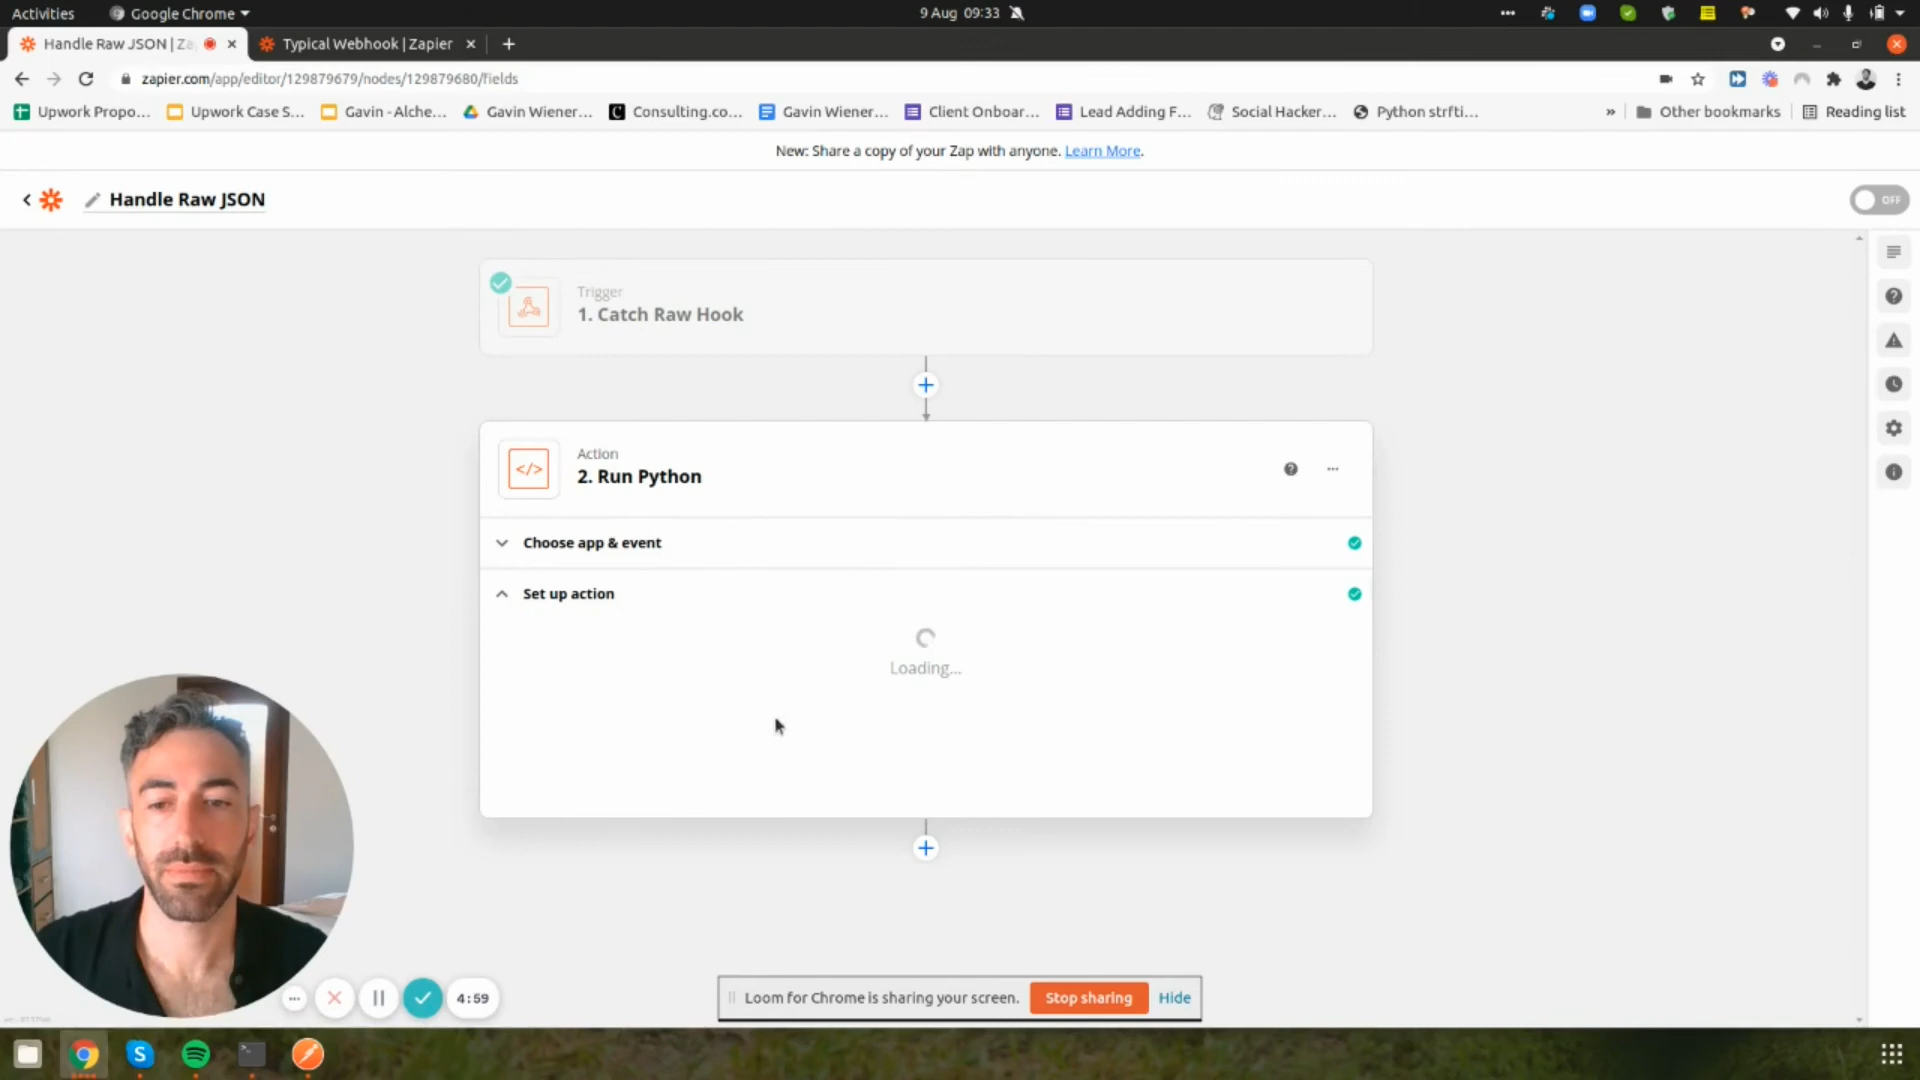 Activities
Google Chrome
9 Aug 09:33
Handle Raw JSON | Za
Typical Webhook | Zapier
zapier.com/app/editor/129879679/nodes/129879680/fields
Upwork Propo...
Upwork Case S...
Gavin - Alche...
Gavin Wiener...
Consulting.co...
Gavin Wiener...
Client Onboar...
Lead Adding F...
Social Hacker...
Python strfti...
»
Other bookmarks
Reading list
New: Share a copy of your Zap with anyone. Learn More.
Handle Raw JSON
OFF
Trigger
1. Catch Raw Hook
Action
2. Run Python
Choose app & event
Set up action
Loading...
4:59
Loom for Chrome is sharing your screen.
Stop sharing
Hide